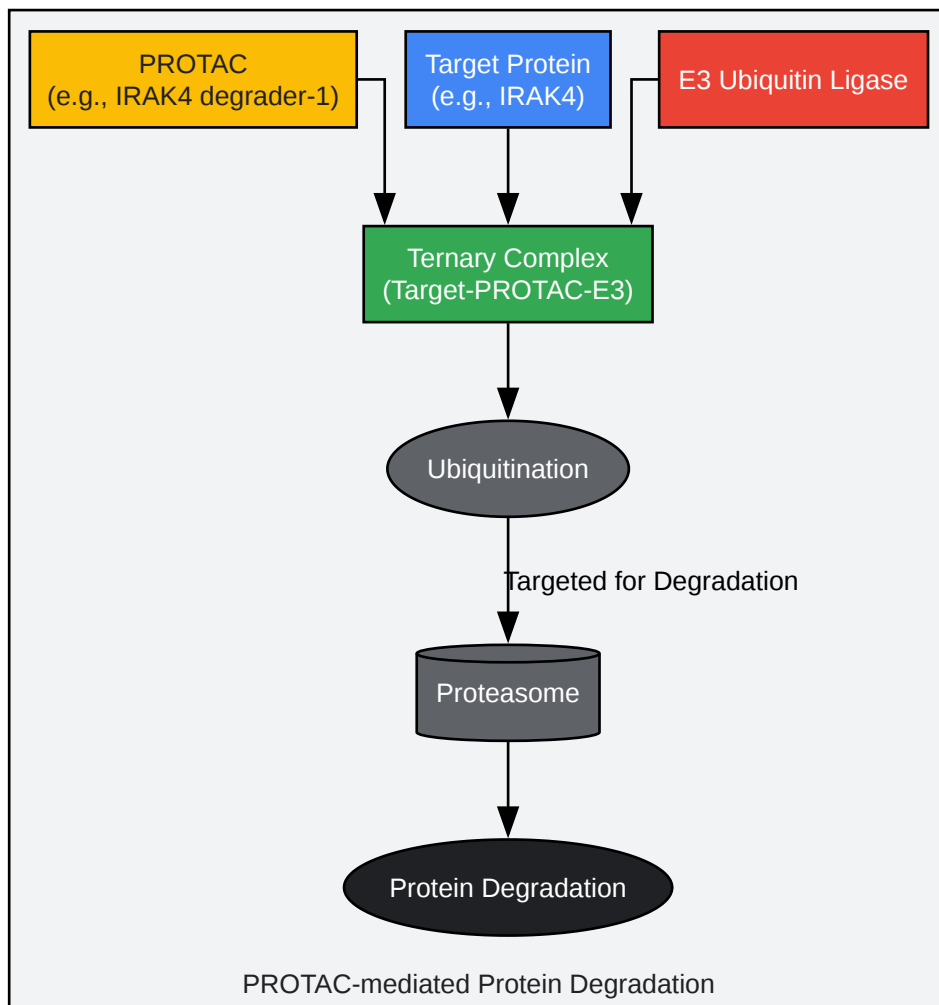 PROTAC
(e.g., IRAK4 degrader-1)
Target Protein
(e.g., IRAK4)
E3 Ubiquitin Ligase
Ternary Complex
(Target-PROTAC-E3)
Ubiquitination
Targeted for Degradation
Proteasome
Protein Degradation
PROTAC-mediated Protein Degradation